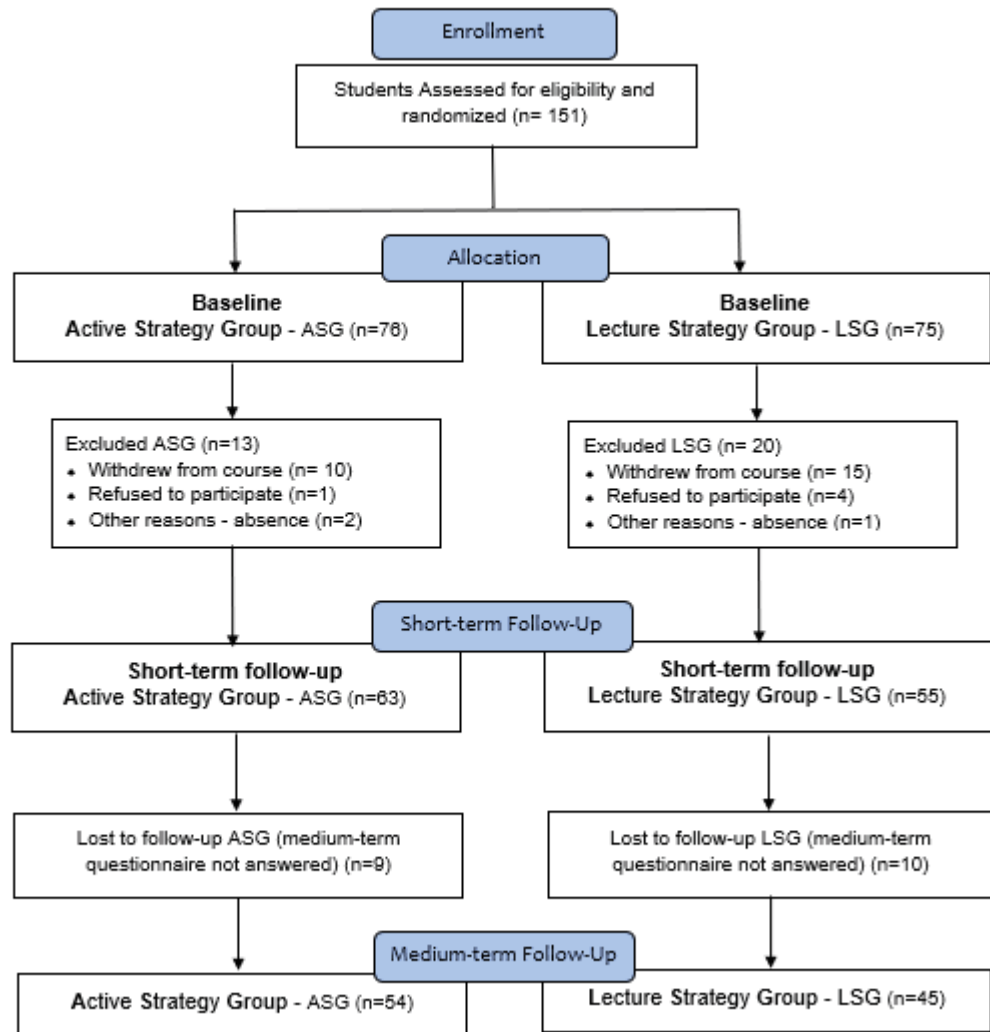 Enrollment
Students Assessed for eligibility and
randomized (n= 151)
Allocation
Baseline
Active Strategy Group - ASG (n=76)
Baseline
Lecture Strategy Group - LSG (n=75)
Excluded ASG (n=13)
• Withdrew from course (n= 10)
• Refused to participate (n=1)
• Other reasons - absence (n=2)
Excluded LSG (n= 20)
• Withdrew from course (n= 15)
• Refused to participate (n=4)
• Other reasons - absence (n=1)
Short-term Follow-Up
Short-term follow-up
Active Strategy Group - ASG (n=63)
Short-term follow-up
Lecture Strategy Group - LSG (n=55)
Lost to follow-up ASG (medium-term
questionnaire not answered) (n=9)
Lost to follow-up LSG (medium-term
questionnaire not answered) (n=10)
Medium-term Follow-Up
Active Strategy Group - ASG (n=54)
Lecture Strategy Group - LSG (n=45)